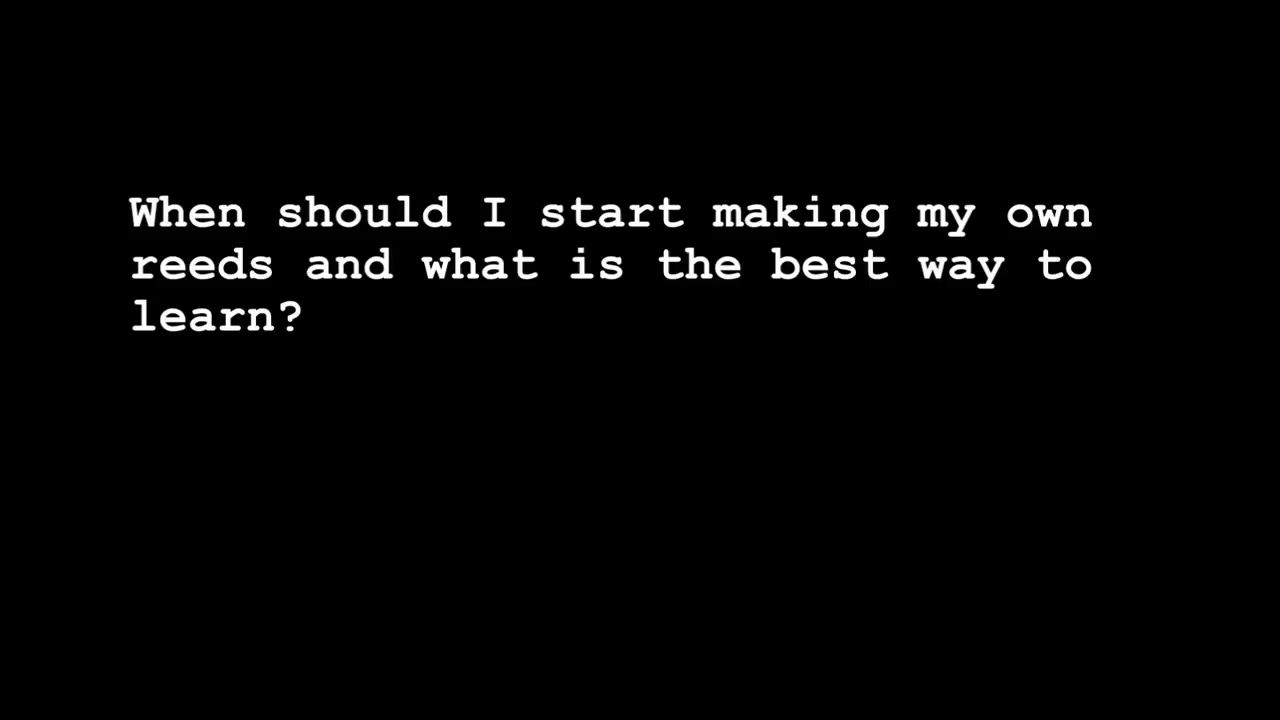 When should I start making my own
reeds and what is the best way to
learn?